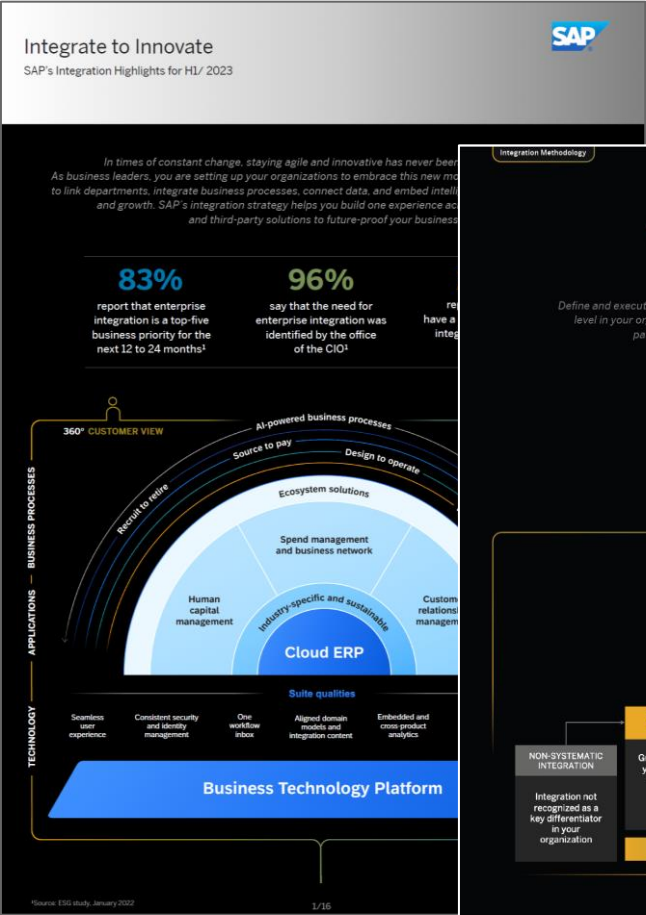 Integrate to Innovate
SAP's Integration Highlights for H1/ 2023
SAP
In times of constant change, staying agile and innovative has never been
As business leaders, you are setting up your organizations to embrace this new
to link departments, integrate business processes, connect data, and embed
and growth. SAP's integration strategy helps you build one experience
and third-party solutions to future-proof your business
83%
report that enterprise
integration is a top-five
business priority for the
next 12 to 24 months¹
96%
say that the need for
enterprise integration was
identified by the office
of the CIO¹
have a
360° CUSTOMER VIEW
BUSINESS PROCESSES
APPLICATIONS
TECHNOLOGY
AI-powered business processes
Source to pay
Design to operate
Recruit to retire
Ecosystem solutions
Spend management
and business network
Human
capital
management
Industry-specific and sustainable
Cloud ERP
Suite qualities
Seamless
user
experience
Consistent security
and identity
management
One
workflow
inbox
Aligned domain
models and
integration content
Embedded and
cross-product
analytics
Business Technology Platform
¹Source: ESG study, January 2022
1/16
Integration Methodology
Define and
level in your
NON-SYSTEMATIC
INTEGRATION
Integration not
recognized as a
key differentiator
in your
organization